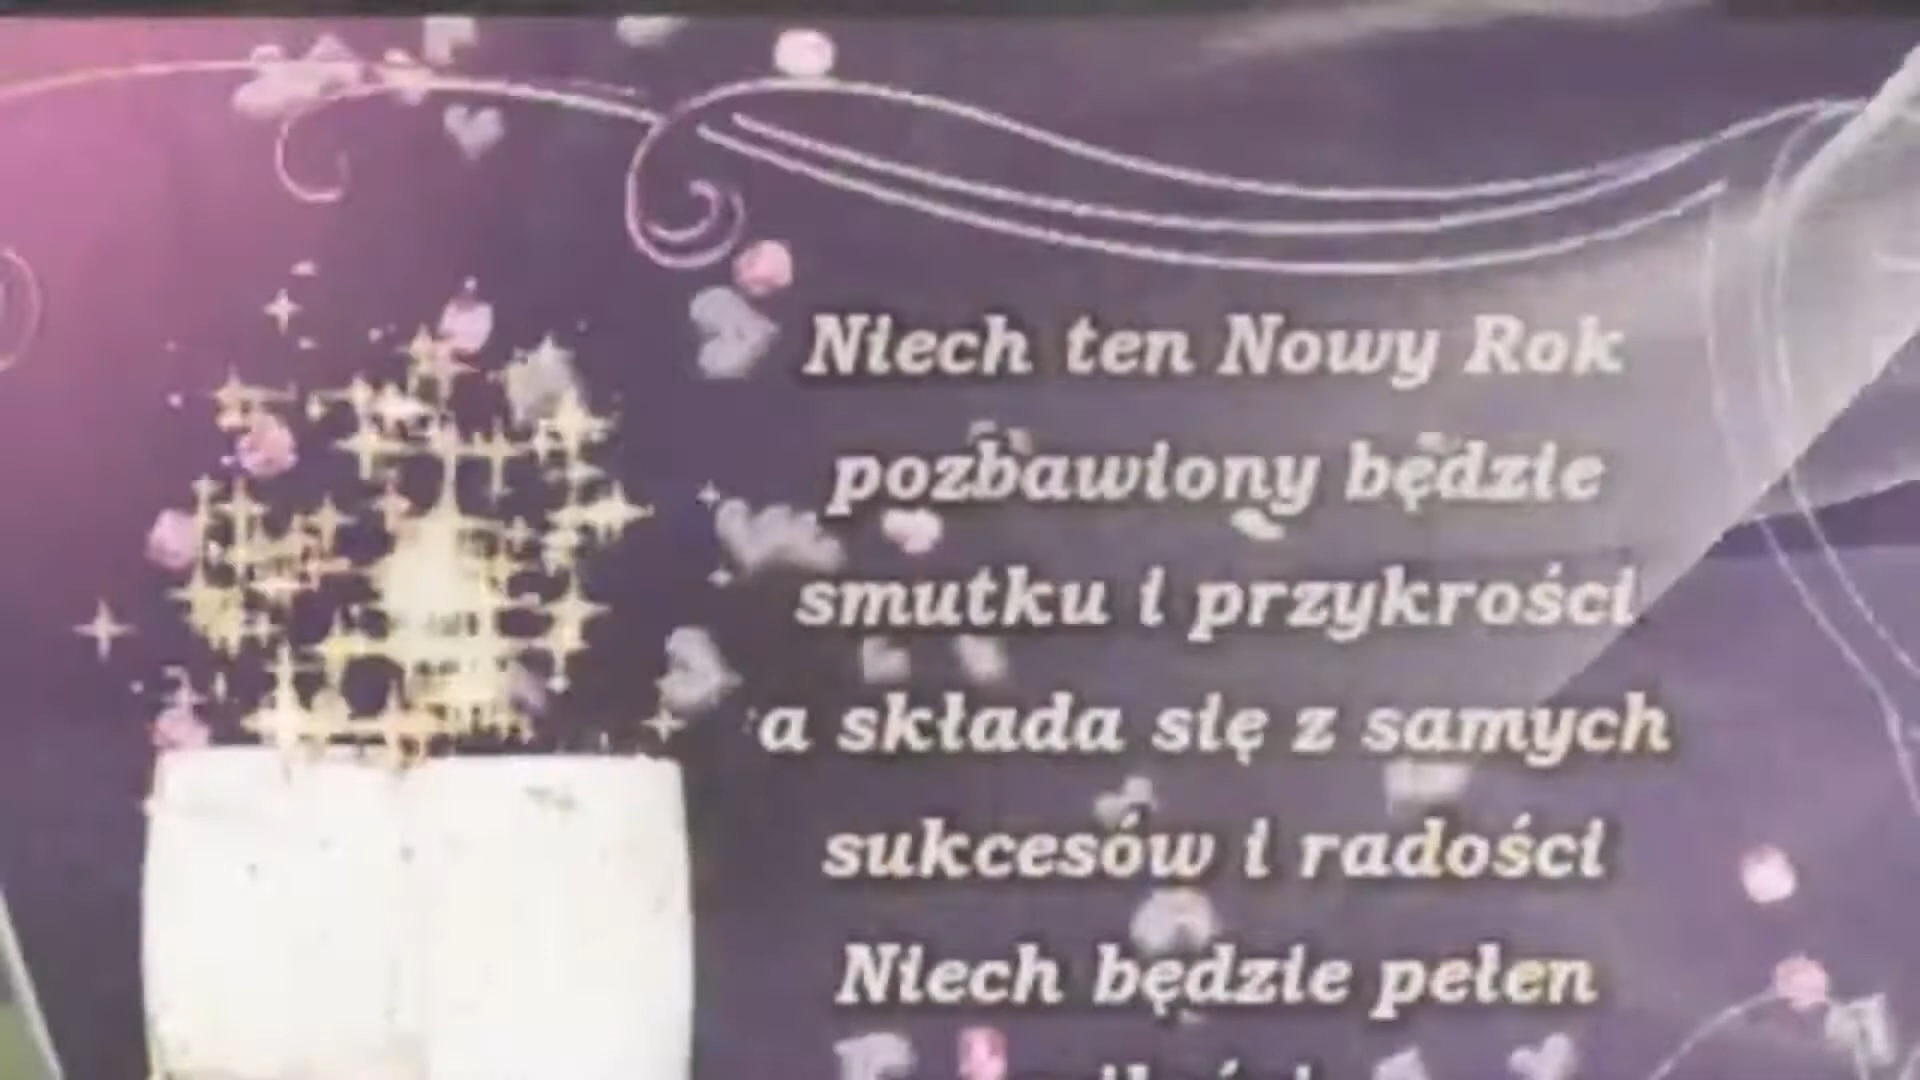 Niech ten Nowy Rok
pozbawiony będzie
smutku i przykrości
a składa się z samych
sukcesów i radości
Niech będzie pełen